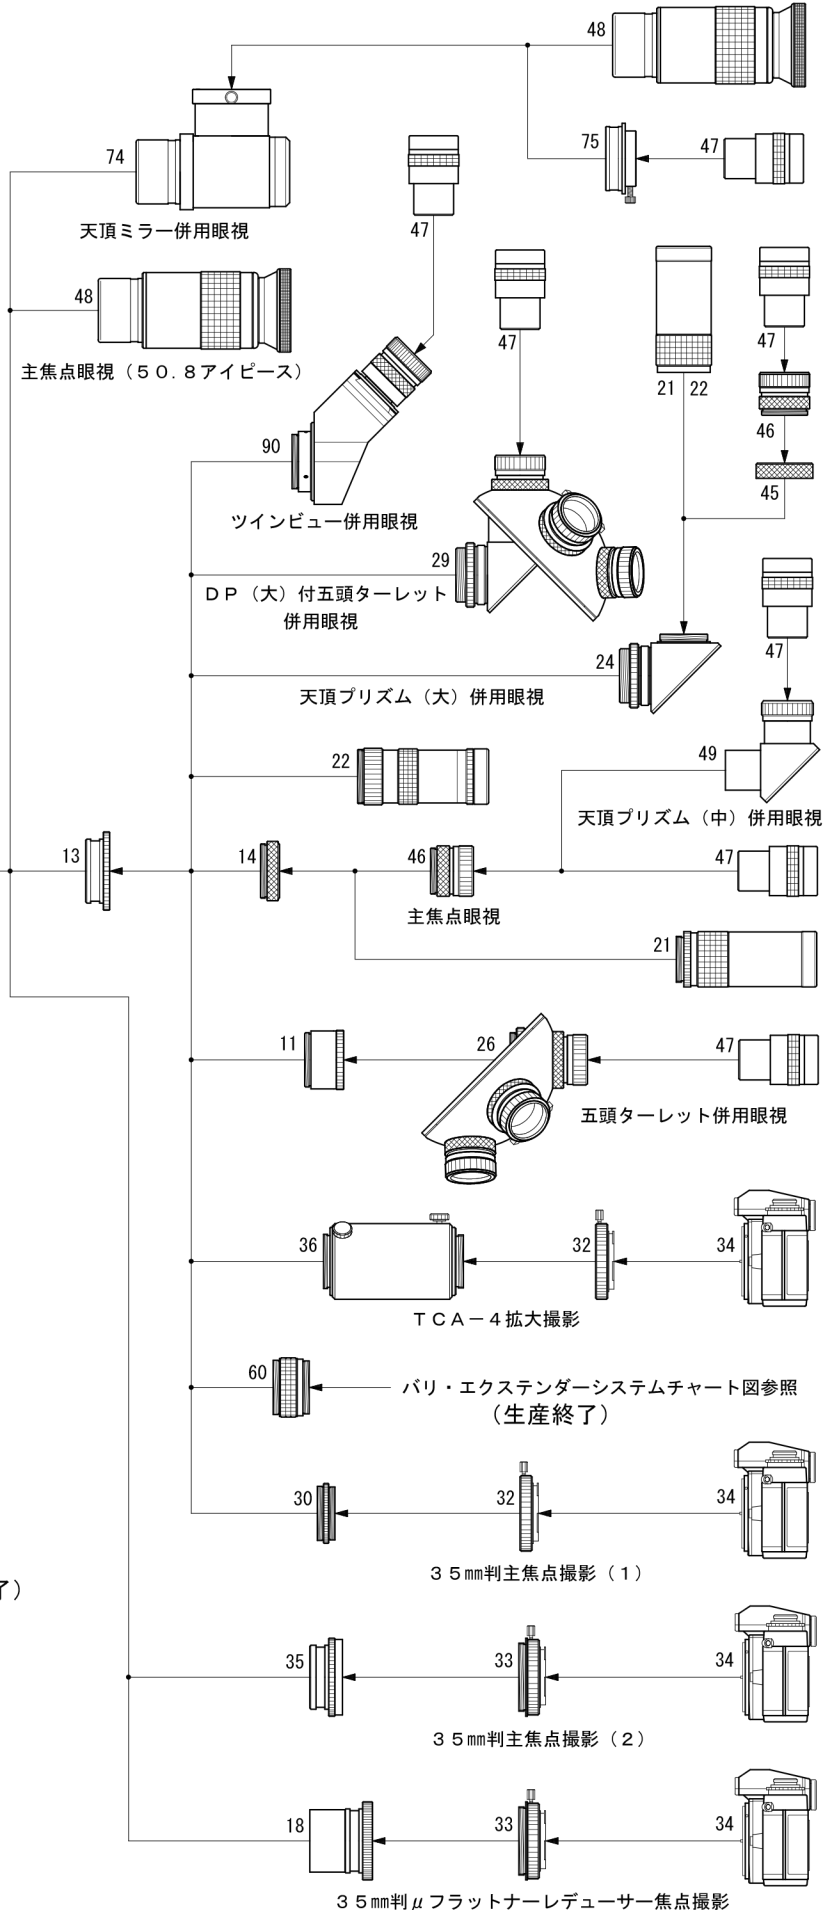 48
75
47
74
天頂ミラー併用眼視
47
48
主焦点眼視（５０．８アイピース）
47
21 22
47
46
45
90
ツインビュー併用眼視
29
ＤＰ（大）付五頭ターレット
併用眼視
47
24
天頂プリズム（大）併用眼視
22
49
天頂プリズム（中）併用眼視
13
14
46
47
主焦点眼視
21
11
26
47
五頭ターレット併用眼視
36
32
34
ＴＣＡ－４拡大撮影
60
バリ・エクステンダーシステムチャート図参照
（生産終了）
30
32
34
３５㎜判主焦点撮影（１）
了）
35
33
34
３５㎜判主焦点撮影（２）
18
33
34
３５㎜判μフラットナーレデューサー焦点撮影